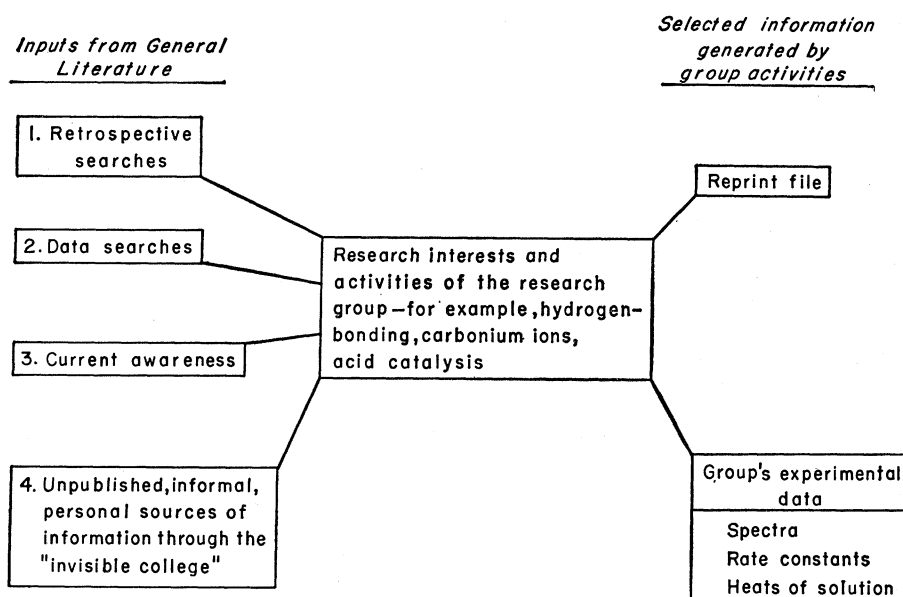 Inputs from General
Literature
1. Retrospective
searches
2. Data searches
3. Current awareness
4. Unpublished, informal,
personal sources of
information through the
"invisible college"
Research interests and
activities of the research
group—for example, hydrogen-
bonding, carbonium ions,
acid catalysis
Selected information
generated by
group activities
Reprint file
Group's experimental
data
Spectra
Rate constants
Heats of solution